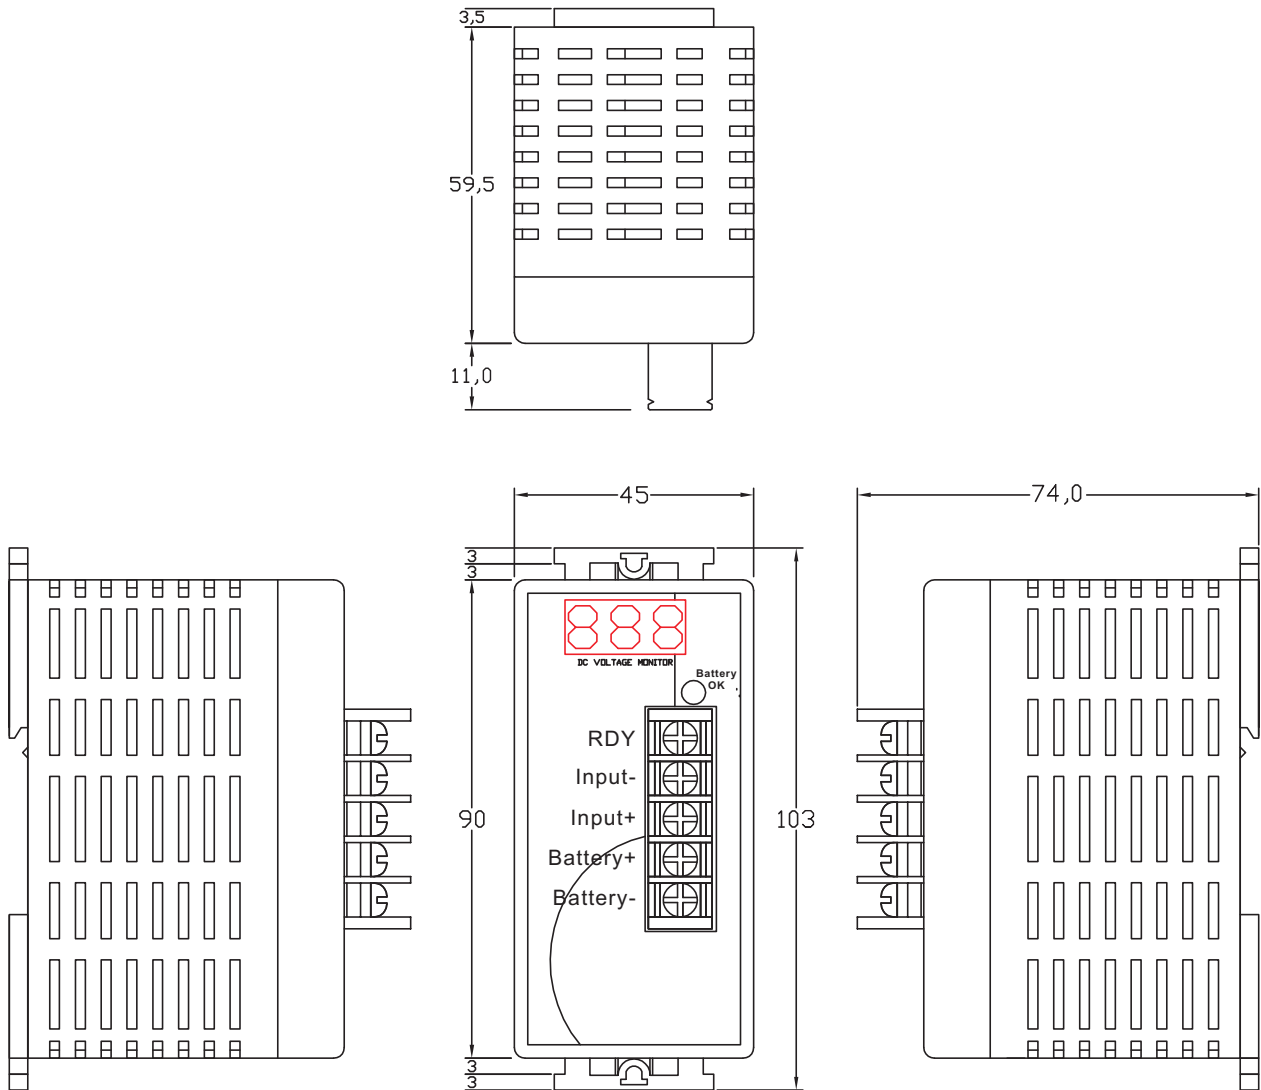 3,5
59,5
11,0
45
74,0
3
3
DC VOLTAGE MONITOR
Battery
OK
RDY
Input-
90
Input+
103
Battery+
Battery-
3
3